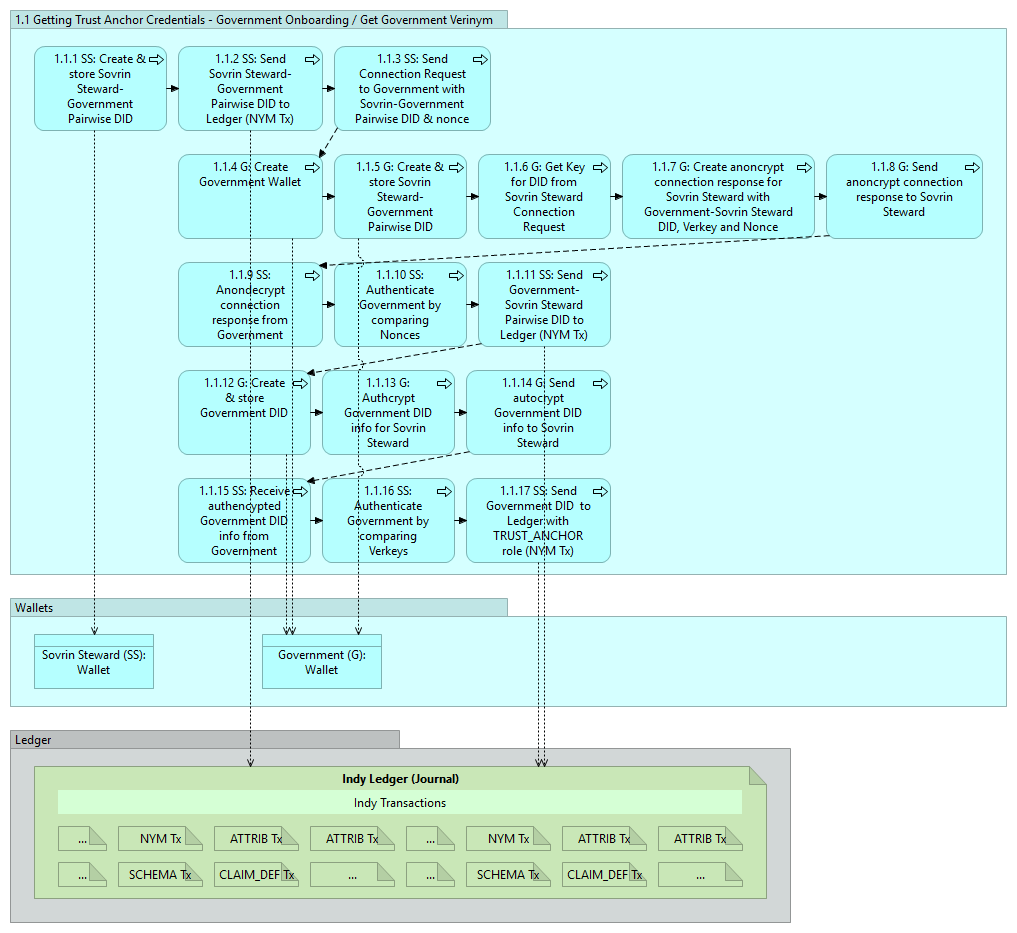 1.1 Getting Trust Anchor Credentials - Government Onboarding / Get Government Verinym
1.1.1 SS: Create &
store Sovrin
Steward-
Government
Pairwise DID
1.1.2 SS: Send
Sovrin Steward-
Government
Pairwise DID to
Ledger (NYM Tx)
1.1.3 SS: Send
Connection Request
to Government with
Sovrin-Government
Pairwise DID & nonce
1.1.4 G: Create
Government Wallet
1.1.5 G: Create &
store Sovrin
Steward-
Government
Pairwise DID
1.1.6 G: Get Key
for DID from
Sovrin Steward
Connection
Request
1.1.7 G: Create anoncrypt
connection response for
Sovrin Steward with
Government-Sovrin Steward
DID, Verkey and Nonce
1.1.8 G: Send
anoncrypt connection
response to Sovrin
Steward
1.1.9 SS:
Anondecrypt
connection
response from
Government
1.1.10 SS:
Authenticate
Government by
comparing
Nonces
1.1.11 SS: Send
Government-
Sovrin Steward
Pairwise DID to
Ledger (NYM Tx)
1.1.12 G: Create
& store
Government DID
1.1.13 G:
Authcrypt
Government DID
info for Sovrin
Steward
1.1.14 G: Send
autocrypt
Government DID
info to Sovrin
Steward
1.1.15 SS: Receive
authencypted
Government DID
info from
Government
1.1.16 SS:
Authenticate
Government by
comparing
Verkeys
1.1.17 SS: Send
Government DID to
Ledger with
TRUST_ANCHOR
role (NYM Tx)
Wallets
Sovrin Steward (SS):
Wallet
Government (G):
Wallet
Ledger
Indy Ledger (Journal)
Indy Transactions
... NYM Tx ATTRIB Tx ATTRIB Tx ... NYM Tx ATTRIB Tx ATTRIB Tx
... SCHEMA Tx CLAIM_DEF Tx ... ... SCHEMA Tx CLAIM_DEF Tx ...